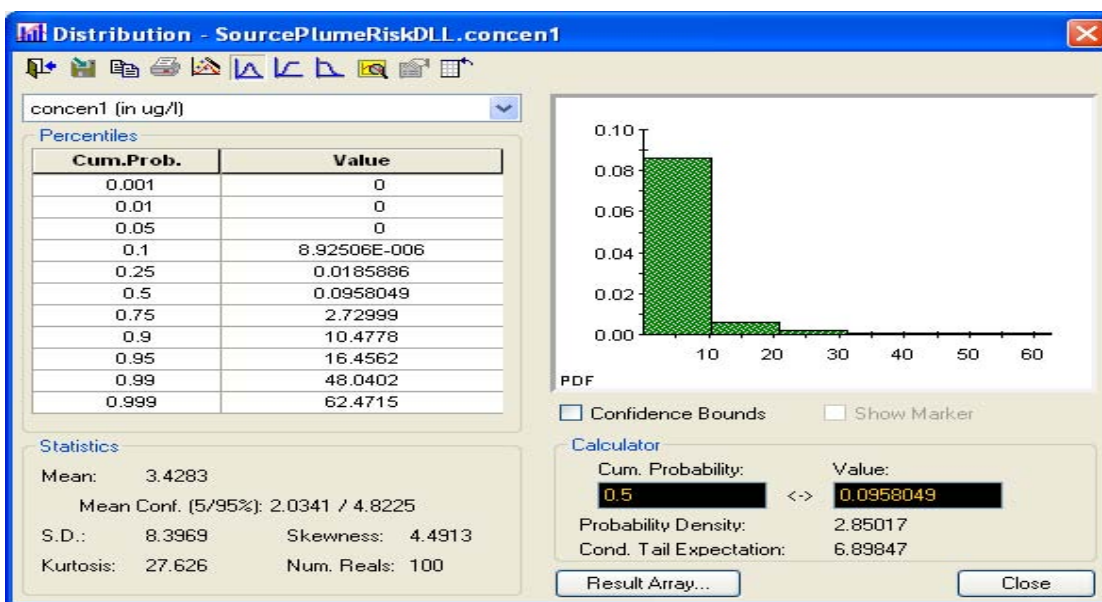 Distribution - SourcePlumeRiskDLL.concen1
concen1 (in ug/l)
Percentiles
Cum.Prob. Value
0.001 0
0.01 0
0.05 0
0.1 8.92506E-006
0.25 0.0185886
0.5 0.0958049
0.75 2.72999
0.9 10.4778
0.95 16.4562
0.99 48.0402
0.999 62.4715
Statistics
Mean: 3.4283
Mean Conf. (5/95%): 2.0341 / 4.8225
S.D.: 8.3969 Skewness: 4.4913
Kurtosis: 27.626 Num. Reals: 100
0.10
0.08
0.06
0.04
0.02
0.00
10 20 30 40 50 60
PDF
Confidence Bounds Show Marker
Calculator
Cum. Probability: Value:
0.5 <-> 0.0958049
Probability Density: 2.85017
Cond. Tail Expectation: 6.89847
Result Array... Close